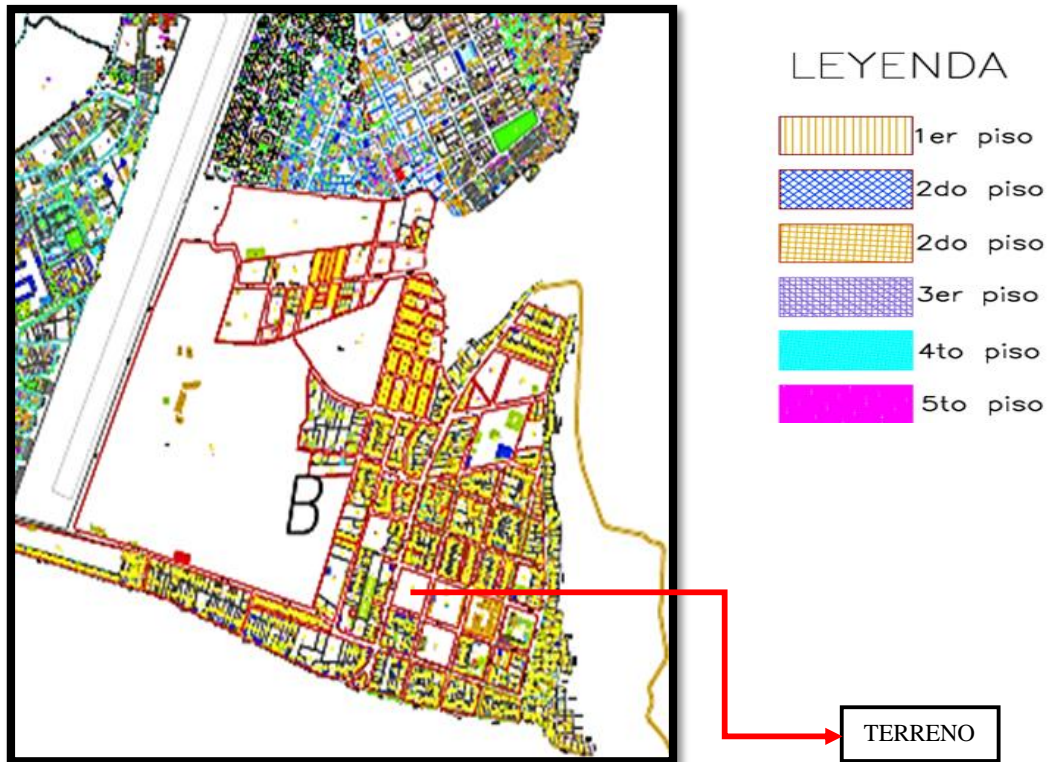 LEYENDA
1er piso
2do piso
2do piso
3er piso
4to piso
5to piso
B
TERRENO